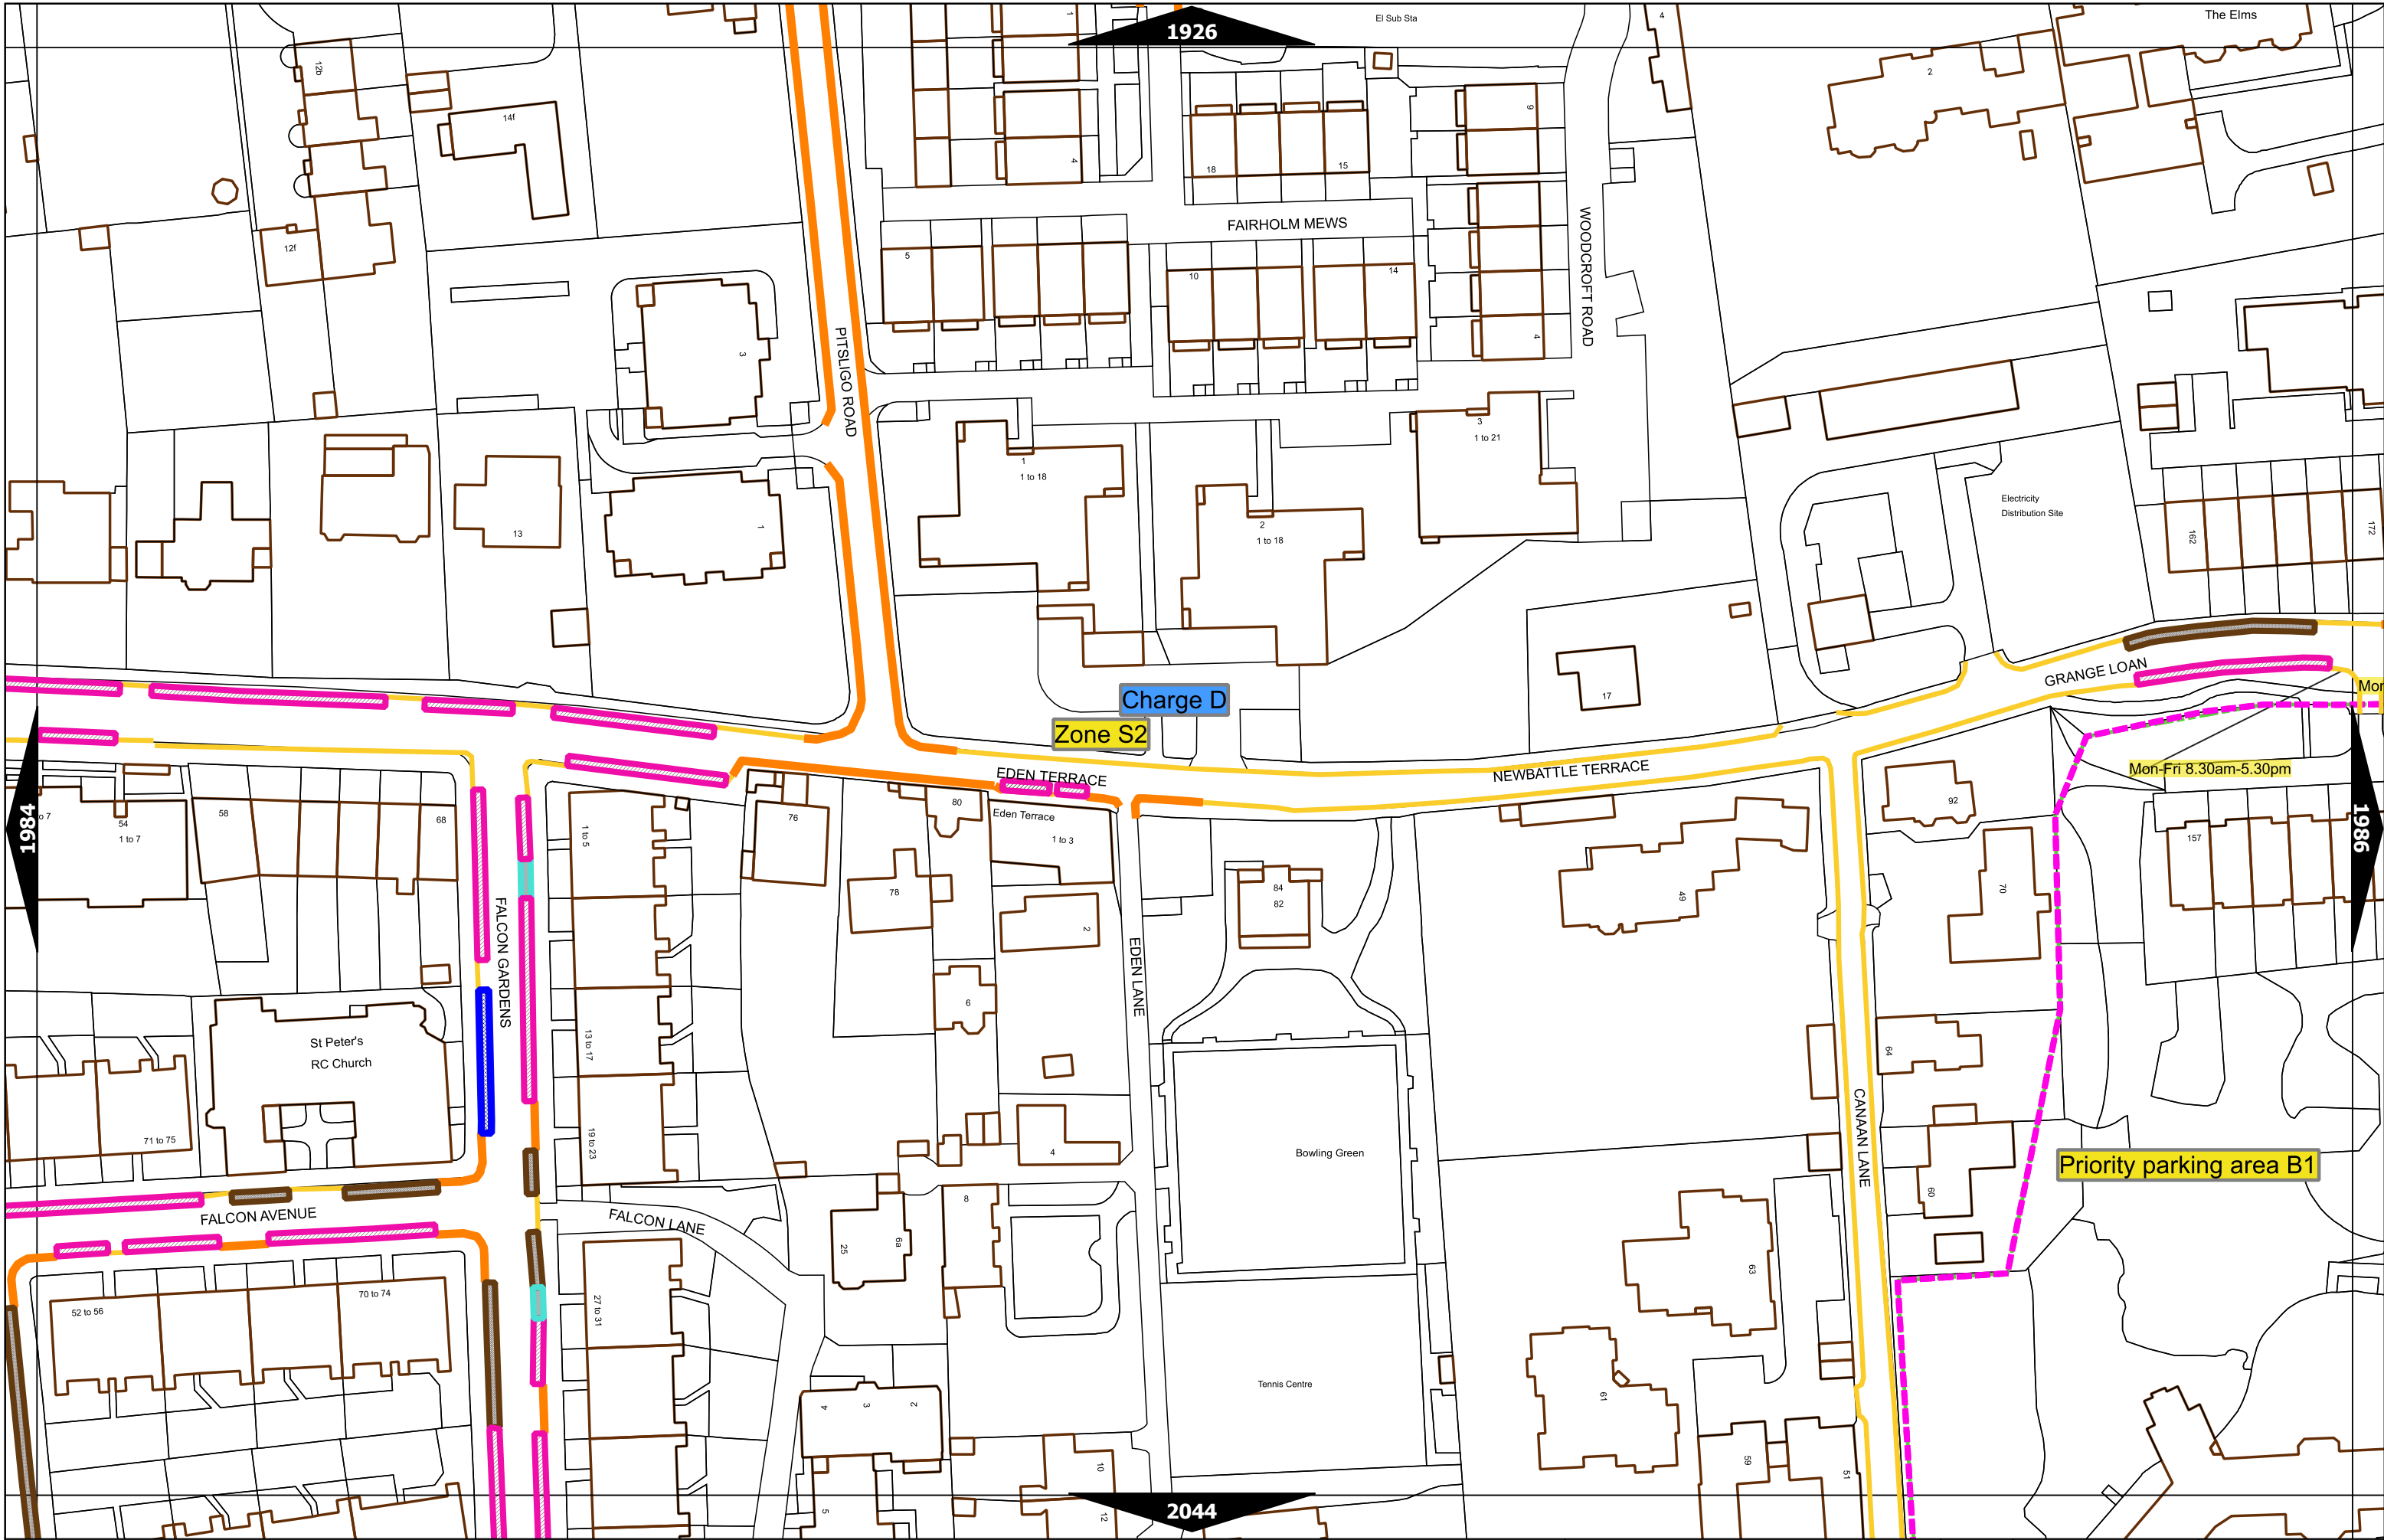 1926
El Sub Sta
The Elms
1
4
2
12b
14f
4
18
15
9
FAIRHOLM MEWS
WOODCROFT ROAD
12f
5
10
14
3
PITSLIGO ROAD
4
3
1 to 21
1
1 to 18
2
1 to 18
13
1
Electricity
Distribution Site
162
172
GRANGE LOAN
17
Charge D
Zone S2
Mon
Mon-Fri 8.30am-5.30pm
NEWBATTLE TERRACE
EDEN TERRACE
Eden Terrace
1 to 3
1984
o 7
54
1 to 7
58
68
1 to 5
76
80
78
2
84
82
49
92
70
157
1986
FALCON GARDENS
EDEN LANE
6
St Peter's
RC Church
13 to 17
71 to 75
19 to 23
4
Bowling Green
64
CANAAN LANE
60
Priority parking area B1
FALCON AVENUE
FALCON LANE
25
6a
8
63
52 to 56
70 to 74
27 to 31
Tennis Centre
61
4
3
2
10
59
51
5
12
2044